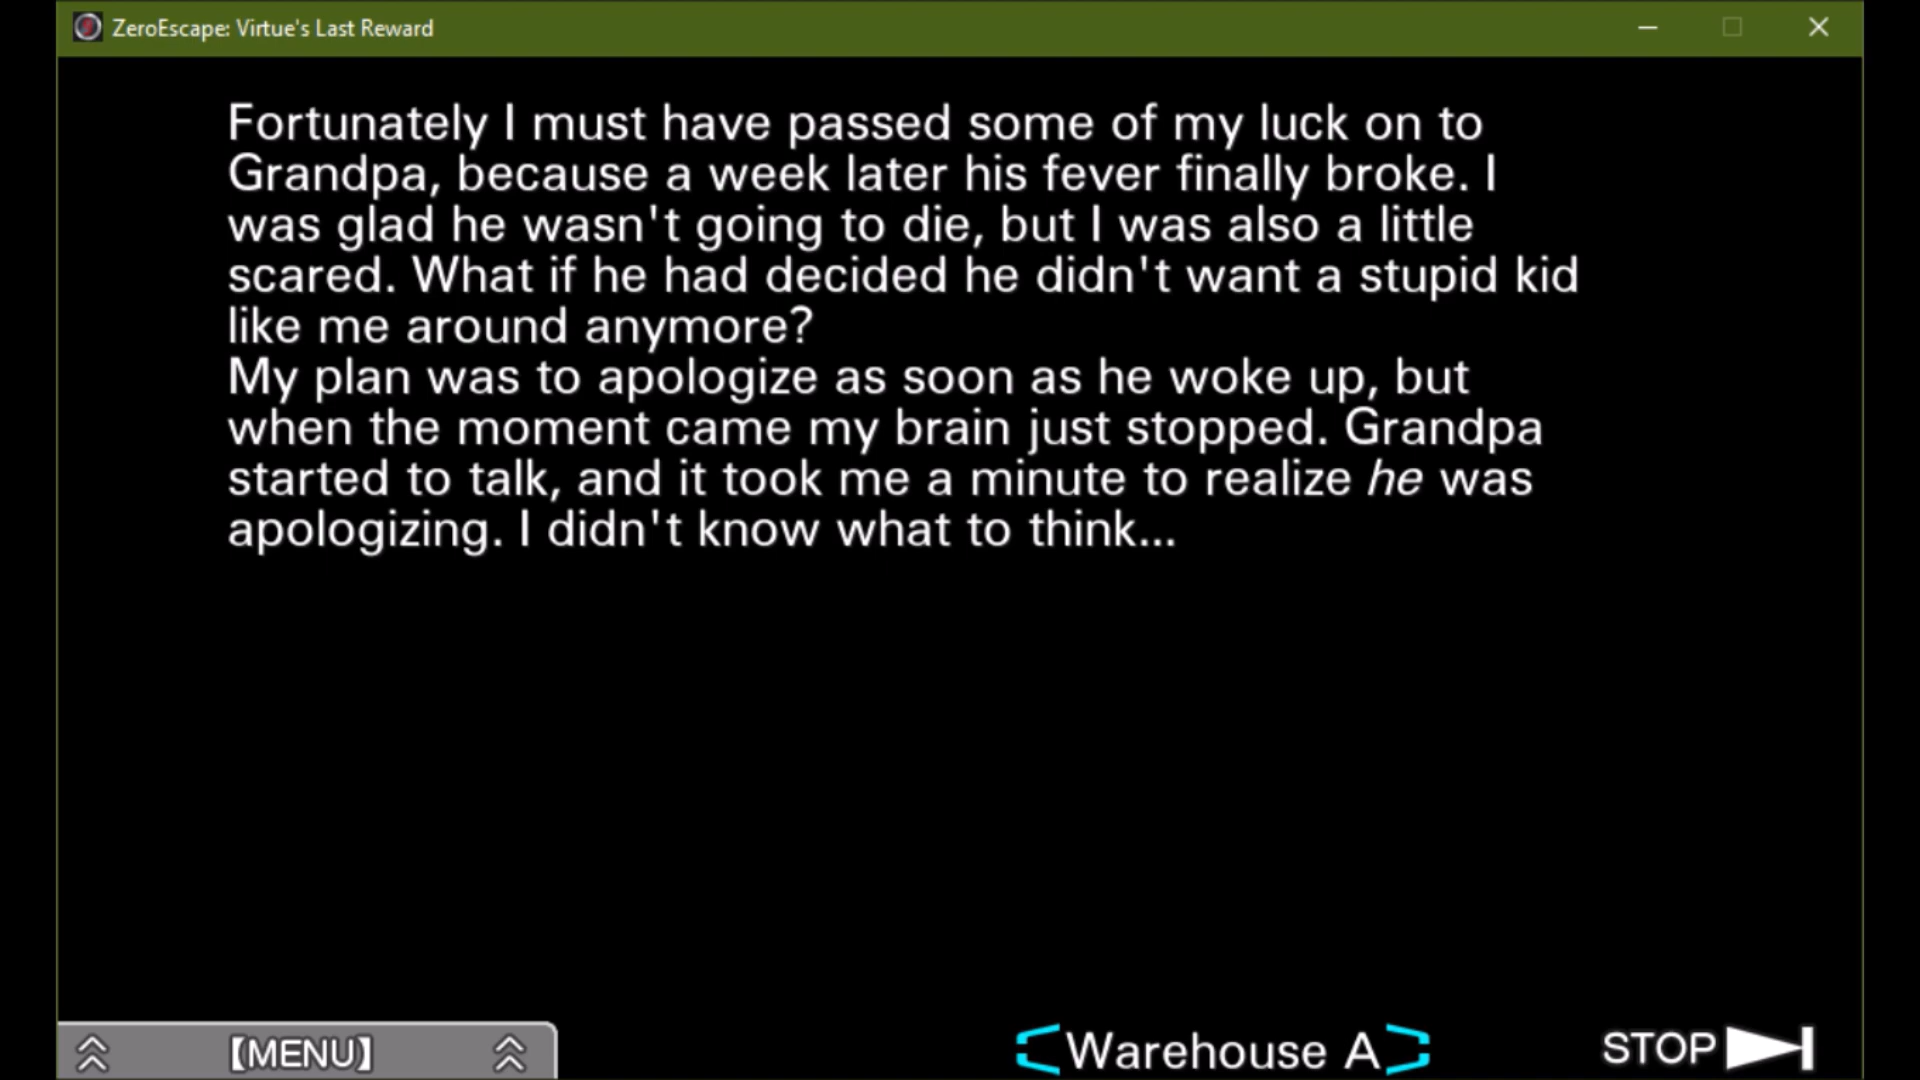 ZeroEscape: Virtue's Last Reward
Fortunately I must have passed some of my luck on to
Grandpa, because a week later his fever finally broke. I
was glad he wasn't going to die, but I was also a little
scared. What if he had decided he didn't want a stupid kid
like me around anymore?
My plan was to apologize as soon as he woke up, but
when the moment came my brain just stopped. Grandpa
started to talk, and it took me a minute to realize he was
apologizing. I didn't know what to think...
【MENU】
Warehouse A
STOP